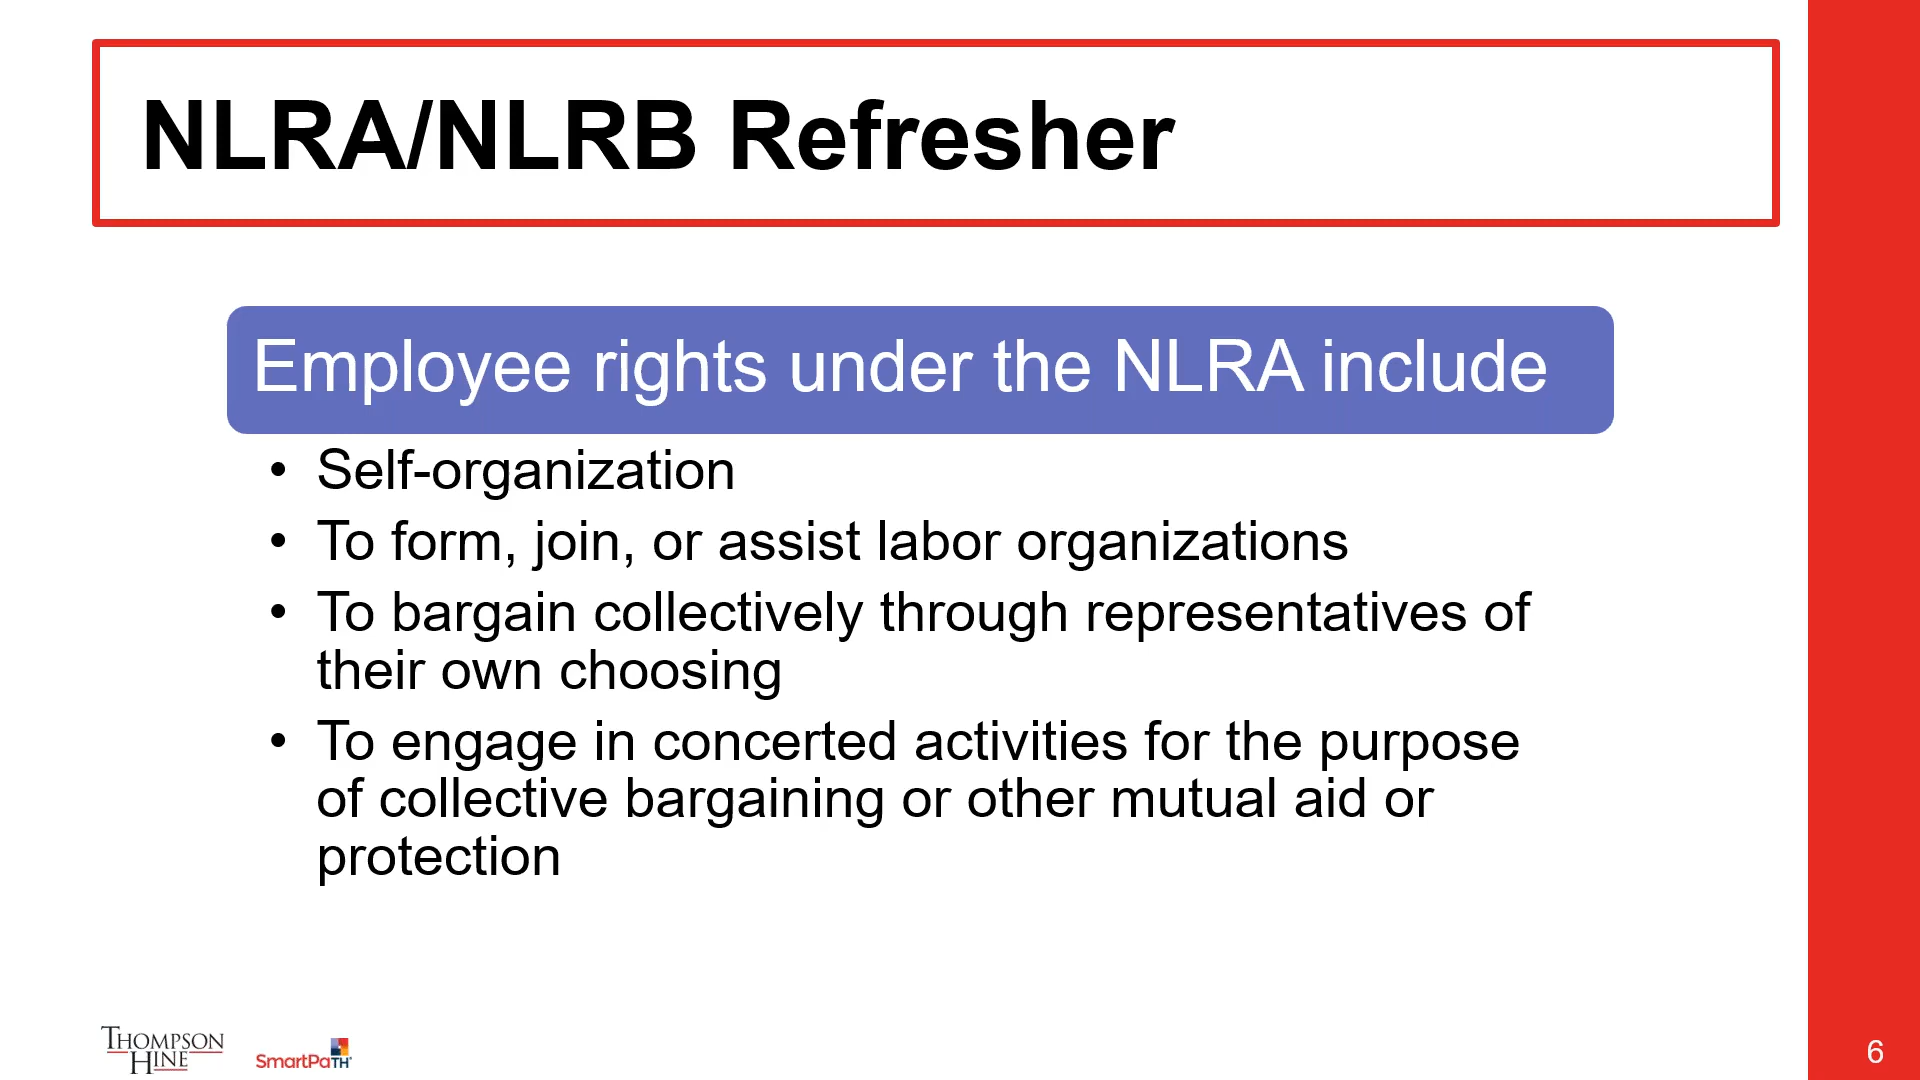 NLRA/NLRB Refresher
Employee rights under the NLRA include
• Self-organization
• To form, join, or assist labor organizations
• To bargain collectively through representatives of
their own choosing
• To engage in concerted activities for the purpose
of collective bargaining or other mutual aid or
protection
THOMPSON
HINE
SmartPaTH
6